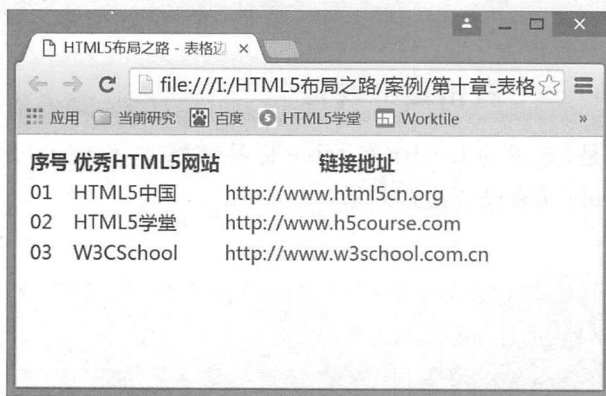 HTML5布局之路 - 表格边
file:///I:/HTML5布局之路/案例/第十章-表格
应用 当前研究 百度 HTML5学堂 Worktile »
序号 优秀HTML5网站 链接地址
01 HTML5中国 http://www.html5cn.org
02 HTML5学堂 http://www.h5course.com
03 W3CSchool http://www.w3school.com.cn